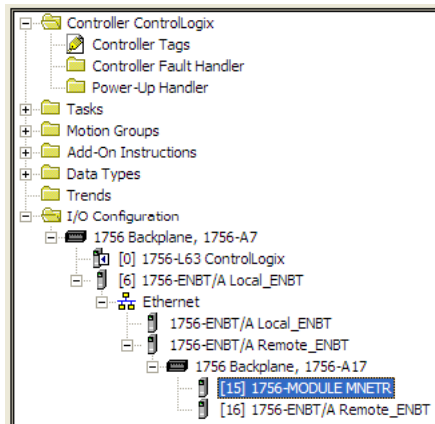 Controller ControlLogix
Controller Tags
Controller Fault Handler
Power-Up Handler
Tasks
Motion Groups
Add-On Instructions
Data Types
Trends
I/O Configuration
1756 Backplane, 1756-A7
[0] 1756-L63 ControlLogix
[6] 1756-ENBT/A Local_ENBT
Ethernet
1756-ENBT/A Local_ENBT
1756-ENBT/A Remote_ENBT
1756 Backplane, 1756-A17
[15] 1756-MODULE MNETR
[16] 1756-ENBT/A Remote_ENBT